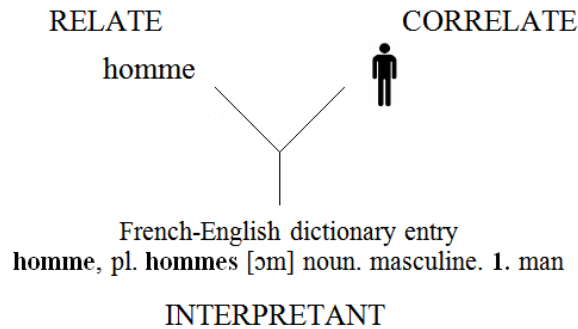 RELATE
CORRELATE
homme
French-English dictionary entry
homme, pl. hommes [ɔm] noun. masculine. 1. man
INTERPRETANT